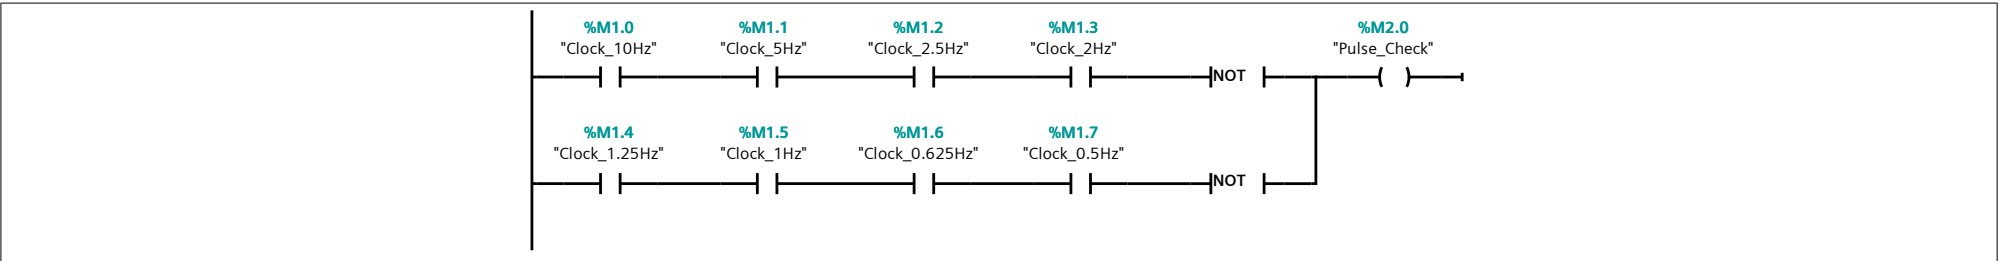 %M1.0 %M1.1 %M1.2 %M1.3 %M2.0
"Clock_10Hz" "Clock_5Hz" "Clock_2.5Hz" "Clock_2Hz" "Pulse_Check"
NOT
%M1.4 %M1.5 %M1.6 %M1.7
"Clock_1.25Hz" "Clock_1Hz" "Clock_0.625Hz" "Clock_0.5Hz"
NOT